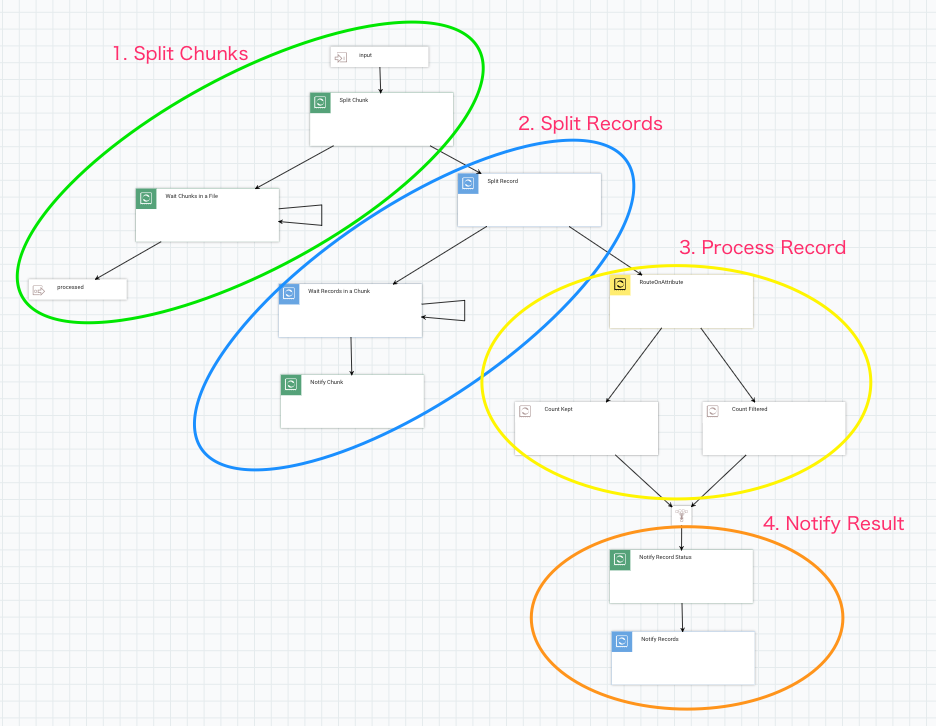 1. Split Chunks
input
Split Chunk
2. Split Records
Split Record
Wait Chunks in a File
3. Process Record
processed
Wait Records in a Chunk
RouteOnAttribute
Notify Chunk
Count Kept
Count Filtered
4. Notify Result
Notify Record Status
Notify Records